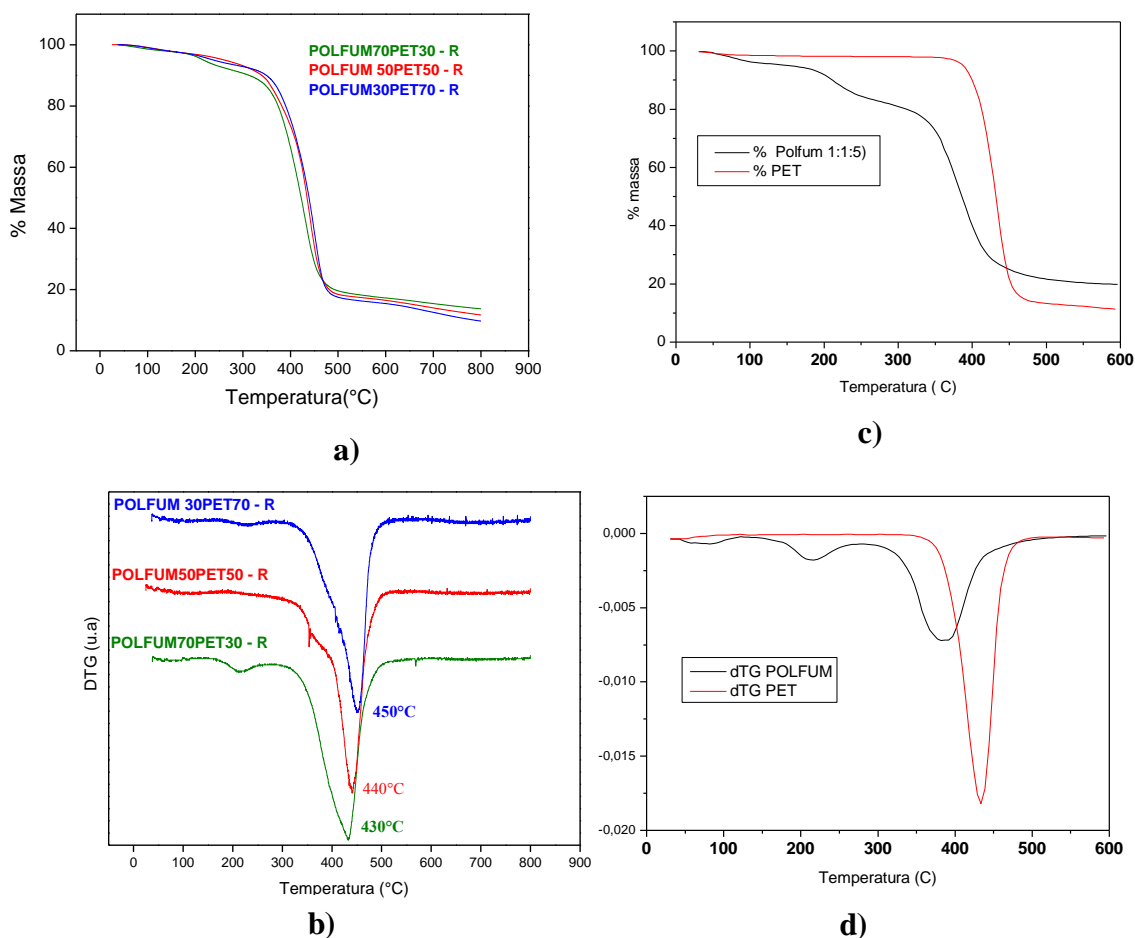 POLFUM70PET30 - R
POLFUM 50PET50 - R
POLFUM30PET70 - R
% Massa
100
80
60
40
20
0
0 100 200 300 400 500 600 700 800 900
Temperatura(°C)
a)
% Polfum 1:1:5)
% PET
% massa
100
80
60
40
20
0
0 100 200 300 400 500 600
Temperatura ( C)
c)
POLFUM 30PET70 - R
POLFUM50PET50 - R
POLFUM70PET30 - R
DTG (u.a)
450°C
440°C
430°C
0 100 200 300 400 500 600 700 800 900
Temperatura (°C)
b)
0,000
-0,005
-0,010
-0,015
-0,020
dTG POLFUM
dTG PET
0 100 200 300 400 500 600
Temperatura (C)
d)